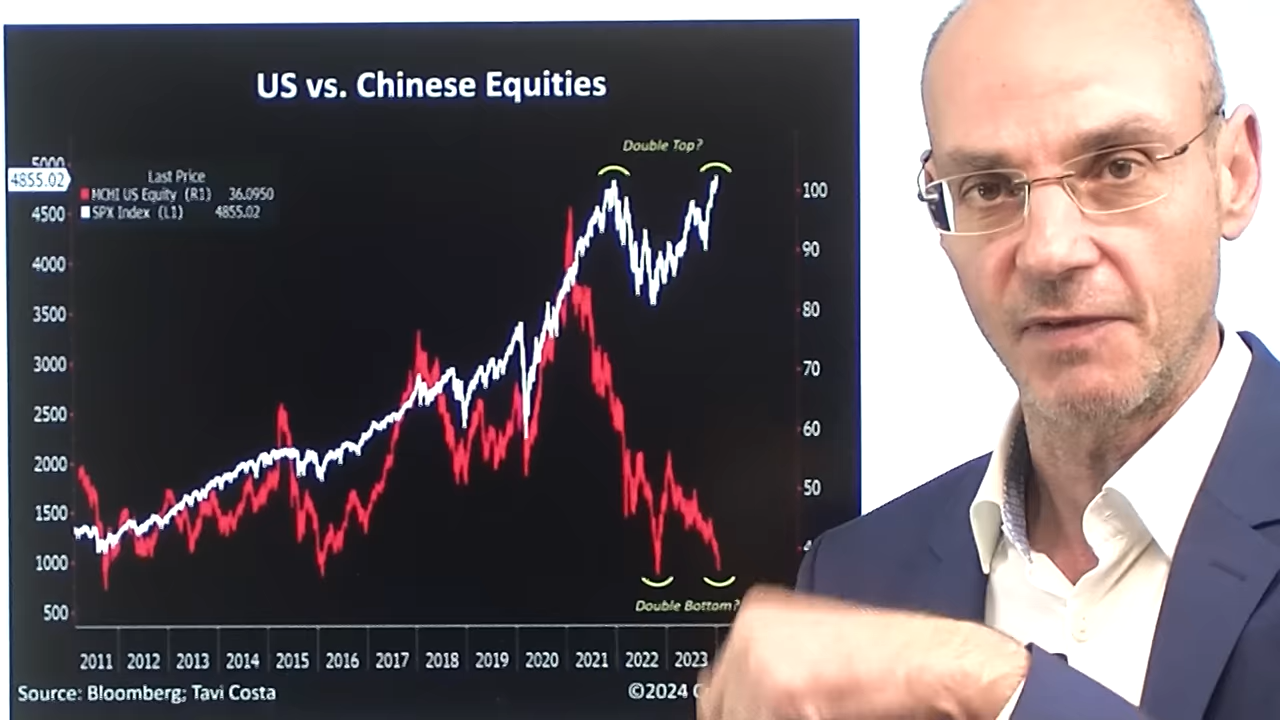 US vs. Chinese Equities
Double Top?
5000
4855.02
4500
4000
3500
3000
2500
2000
1500
1000
500
Last Price
MCHI US Equity (R1) 36.0950
SPX Index (L1) 4855.02
100
90
80
70
60
50
Double Bottom?
2011 2012 2013 2014 2015 2016 2017 2018 2019 2020 2021 2022 2023
Source: Bloomberg; Tavi Costa
©2024